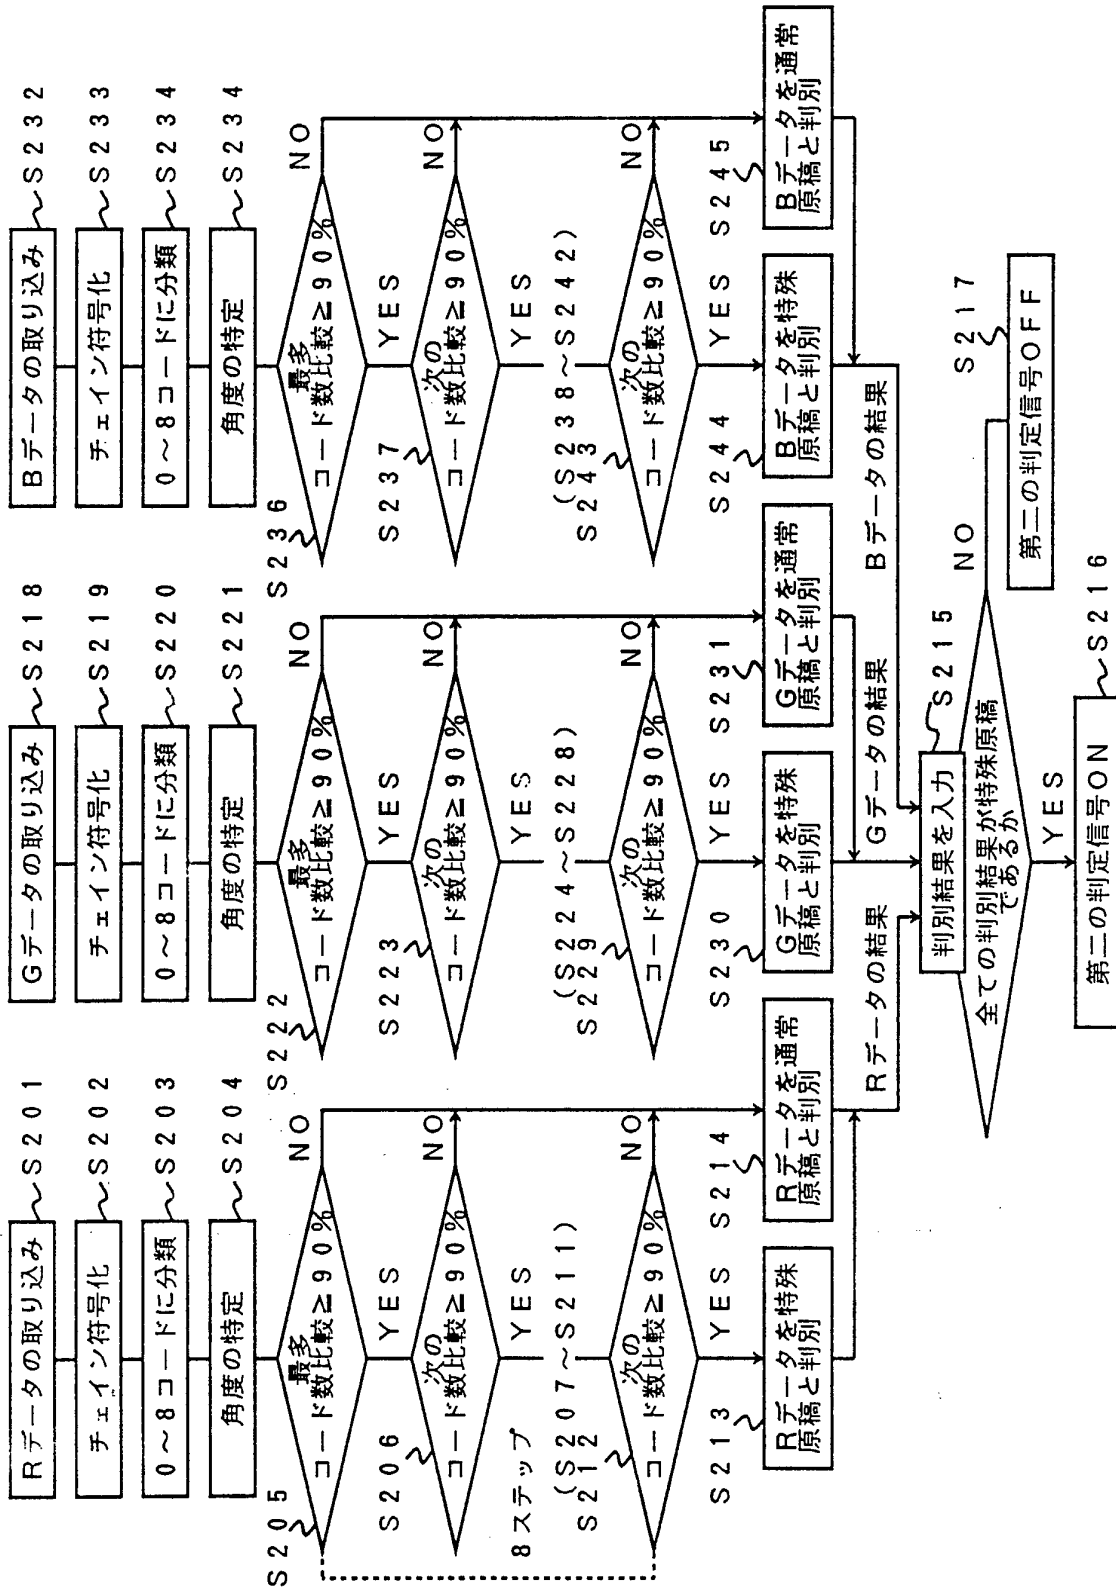 Rデータの取り込み
S201
チェイン符号化
S202
0～8コードに分類
S203
角度の特定
S204
S205
最多
コード数比較≧90%
NO
YES
S206
次の
コード数比較≧90%
NO
YES
8ステップ
(S207～S211)
S212
次の
コード数比較≧90%
NO
YES
S213
Rデータを特殊
原稿と判別
S214
Rデータを通常
原稿と判別
Gデータの取り込み
S218
チェイン符号化
S219
0～8コードに分類
S220
角度の特定
S221
S222
最多
コード数比較≧90%
NO
YES
S223
次の
コード数比較≧90%
NO
YES
(S224～S228)
S229
次の
コード数比較≧90%
NO
YES
S230
Gデータを特殊
原稿と判別
S231
Gデータを通常
原稿と判別
Bデータの取り込み
S232
チェイン符号化
S233
0～8コードに分類
S234
角度の特定
S234
S236
最多
コード数比較≧90%
NO
YES
S237
次の
コード数比較≧90%
NO
YES
(S238～S242)
S243
次の
コード数比較≧90%
NO
YES
S244
Bデータを特殊
原稿と判別
S245
Bデータを通常
原稿と判別
Rデータの結果
Gデータの結果
Bデータの結果
判別結果を入力
S215
全ての判別結果が特殊原稿
であるか
NO
YES
S217
第二の判定信号OFF
第二の判定信号ON
S216